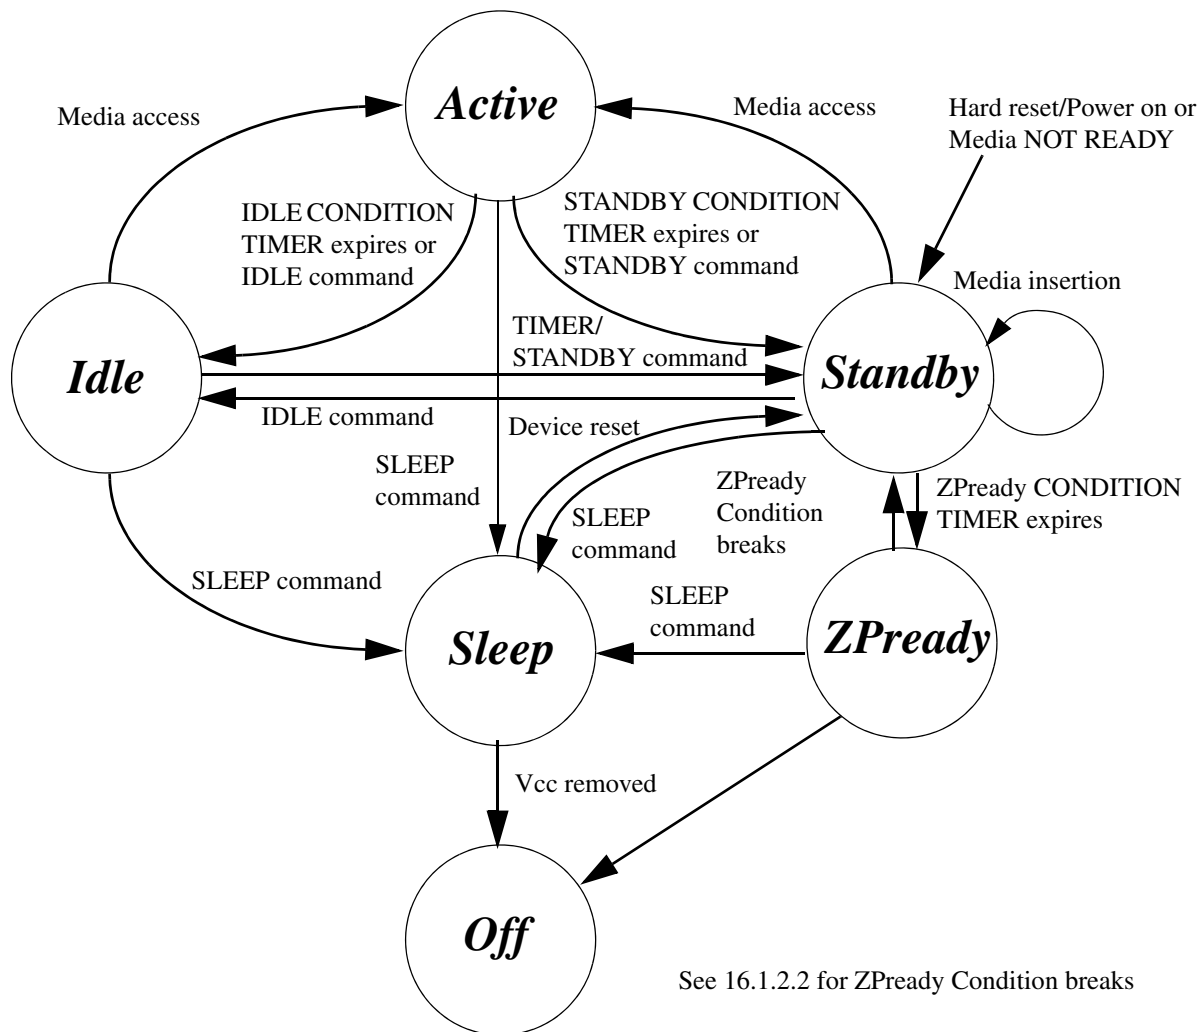 Active
Media access
Media access
Hard reset/Power on or
Media NOT READY
IDLE CONDITION
TIMER expires or
IDLE command
STANDBY CONDITION
TIMER expires or
STANDBY command
Media insertion
TIMER/
STANDBY command
Idle
Standby
IDLE command
Device reset
SLEEP
command
ZPready
Condition
breaks
ZPready CONDITION
TIMER expires
SLEEP
command
SLEEP command
SLEEP
command
Sleep
ZPready
Vcc removed
Off
See 16.1.2.2 for ZPready Condition breaks